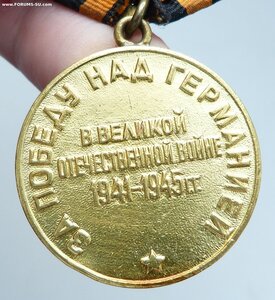 www.FORUMS-SU.com
ЗА ПОБЕДУ НАД ГЕРМАНИЕЙ
В ВЕЛИКОЙ
ОТЕЧЕСТВЕННОЙ ВОЙНЕ
1941-1945 ГГ.